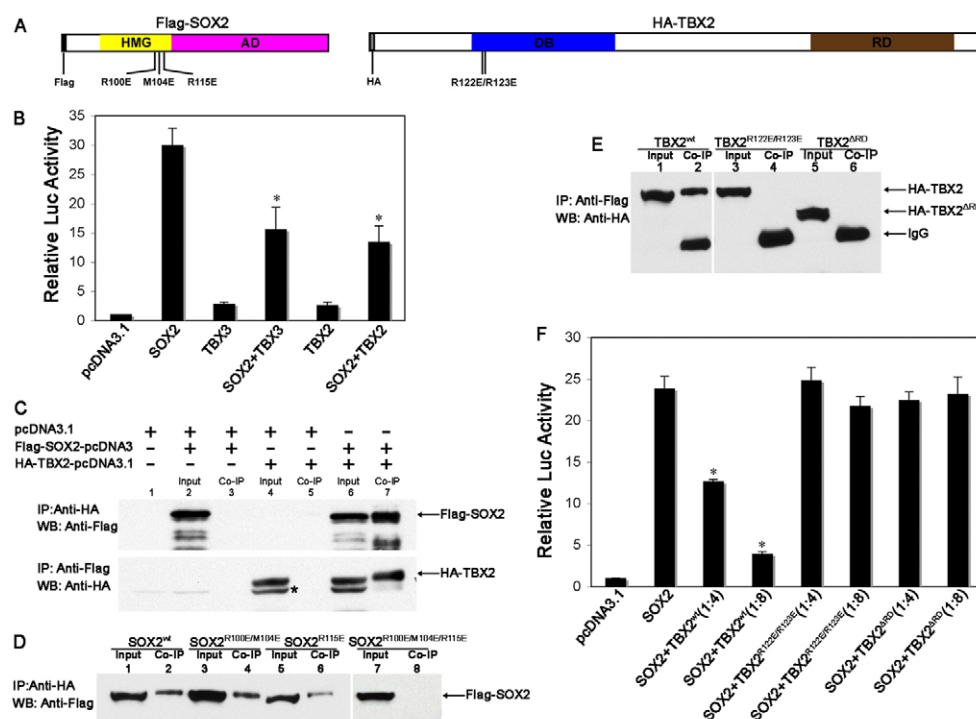 A
Flag-SOX2
HMG
AD
Flag
R100E
M104E
R115E
HA-TBX2
DB
RD
HA
R122E/R123E
B
Relative Luc Activity
35
30
25
20
15
10
5
0
*
*
pcDNA3.1
SOX2
TBX3
SOX2+TBX3
TBX2
SOX2+TBX2
C
pcDNA3.1 + + + + + – –
Flag-SOX2-pcDNA3 – + + – – + +
HA-TBX2-pcDNA3.1 – – – + + + +
Input Co-IP Input Co-IP Input Co-IP
1 2 3 4 5 6 7
IP:Anti-HA
WB: Anti-Flag
Flag-SOX2
IP: Anti-Flag
WB: Anti-HA
*
HA-TBX2
D
SOX2wt SOX2R100E/M104E SOX2R115E SOX2R100E/M104E/R115E
Input Co-IP Input Co-IP Input Co-IP Input Co-IP
1 2 3 4 5 6 7 8
IP:Anti-HA
WB: Anti-Flag
Flag-SOX2
E
TBX2wt TBX2R122E/R123E TBX2ΔRD
Input Co-IP Input Co-IP Input Co-IP
1 2 3 4 5 6
IP: Anti-Flag
WB: Anti-HA
HA-TBX2
HA-TBX2ΔRD
IgG
F
Relative Luc Activity
30
25
20
15
10
5
0
*
*
pcDNA3.1
SOX2
SOX2+TBX2wt(1:4)
SOX2+TBX2wt(1:8)
SOX2+TBX2R122E/R123E(1:4)
SOX2+TBX2R122E/R123E(1:8)
SOX2+TBX2ΔRD(1:4)
SOX2+TBX2ΔRD(1:8)